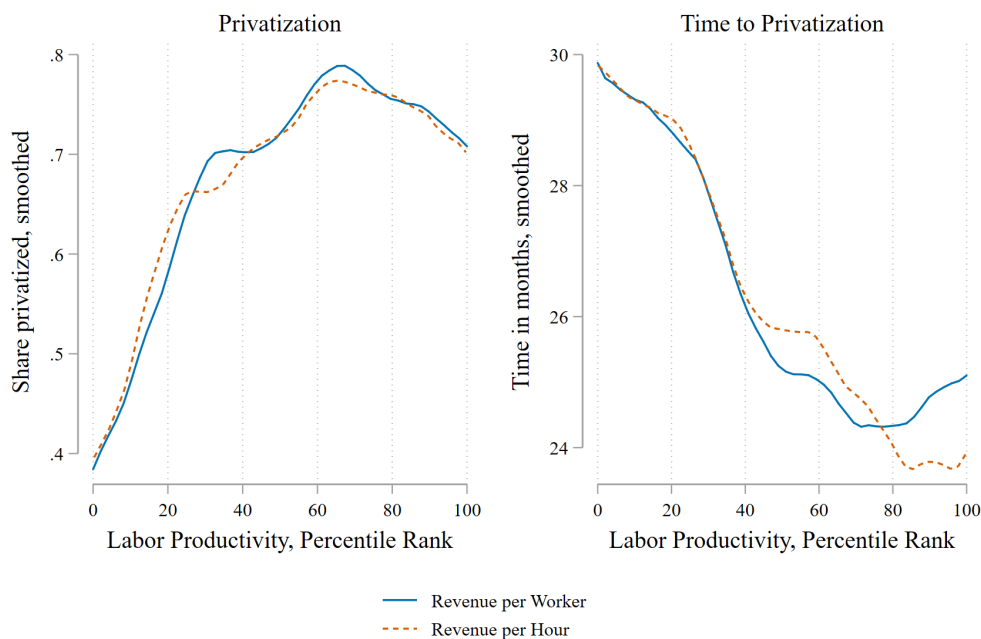 Privatization
Share privatized, smoothed
.8
.7
.6
.5
.4
0 20 40 60 80 100
Labor Productivity, Percentile Rank
Time to Privatization
Time in months, smoothed
30
28
26
24
0 20 40 60 80 100
Labor Productivity, Percentile Rank
Revenue per Worker
Revenue per Hour